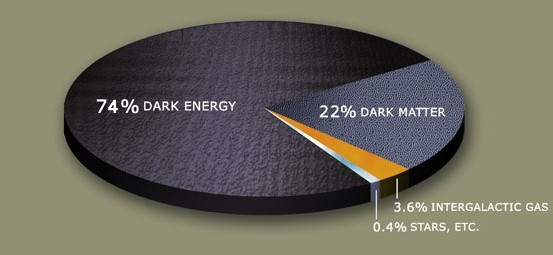 74% DARK ENERGY
22% DARK MATTER
3.6% INTERGALACTIC GAS
0.4% STARS, ETC.